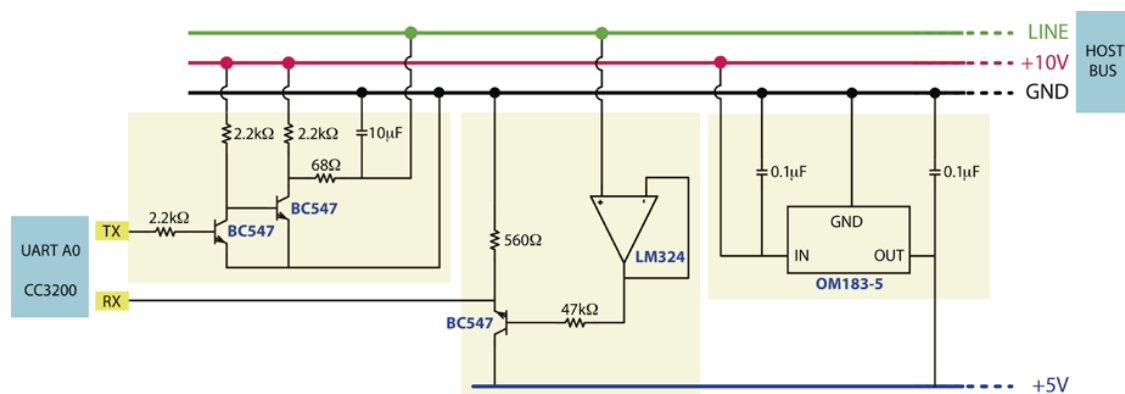 LINE
+10V
GND
HOST
BUS
2.2kΩ
2.2kΩ
10µF
68Ω
BC547
2.2kΩ
BC547
TX
UART A0
CC3200
RX
560Ω
+
-
LM324
47kΩ
BC547
0.1µF
0.1µF
GND
IN
OUT
OM183-5
+5V